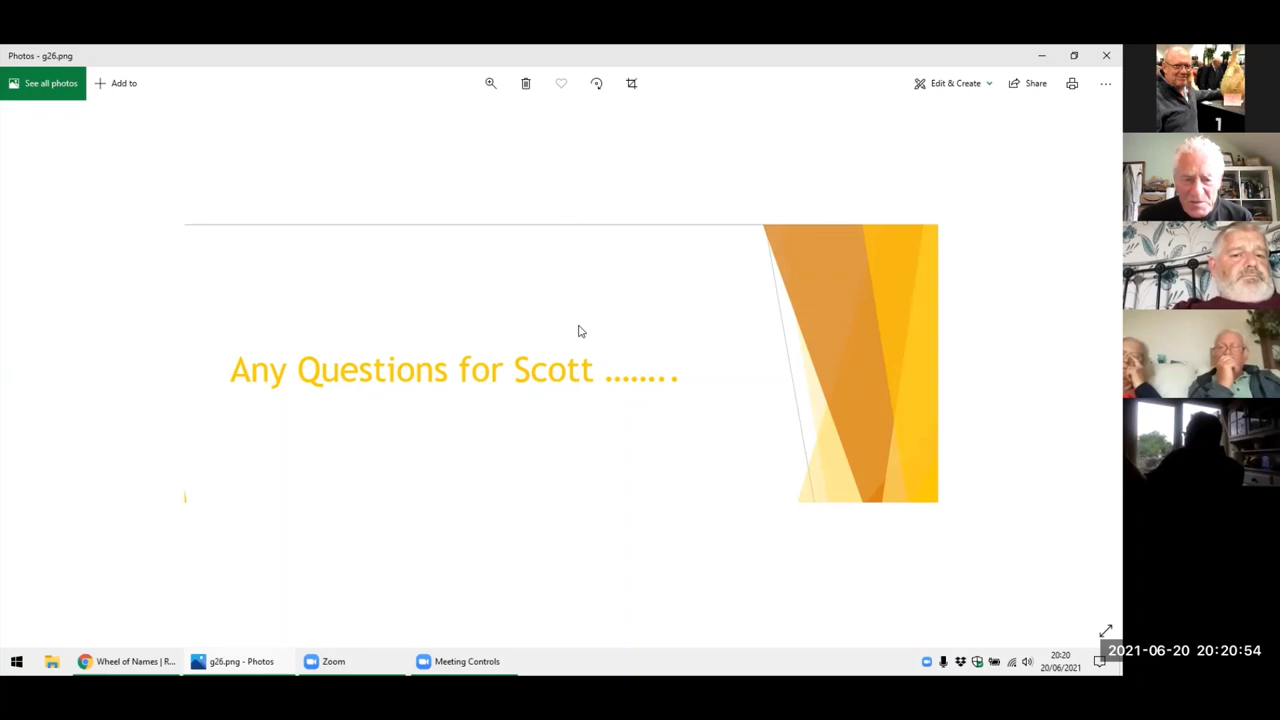 Photos - g26.png
See all photos
Add to
Edit & Create
Share
1
Any Questions for Scott ........
Wheel of Names | R...
g26.png - Photos
Zoom
Meeting Controls
20:20
20/06/2021
2021-06-20 20:20:54